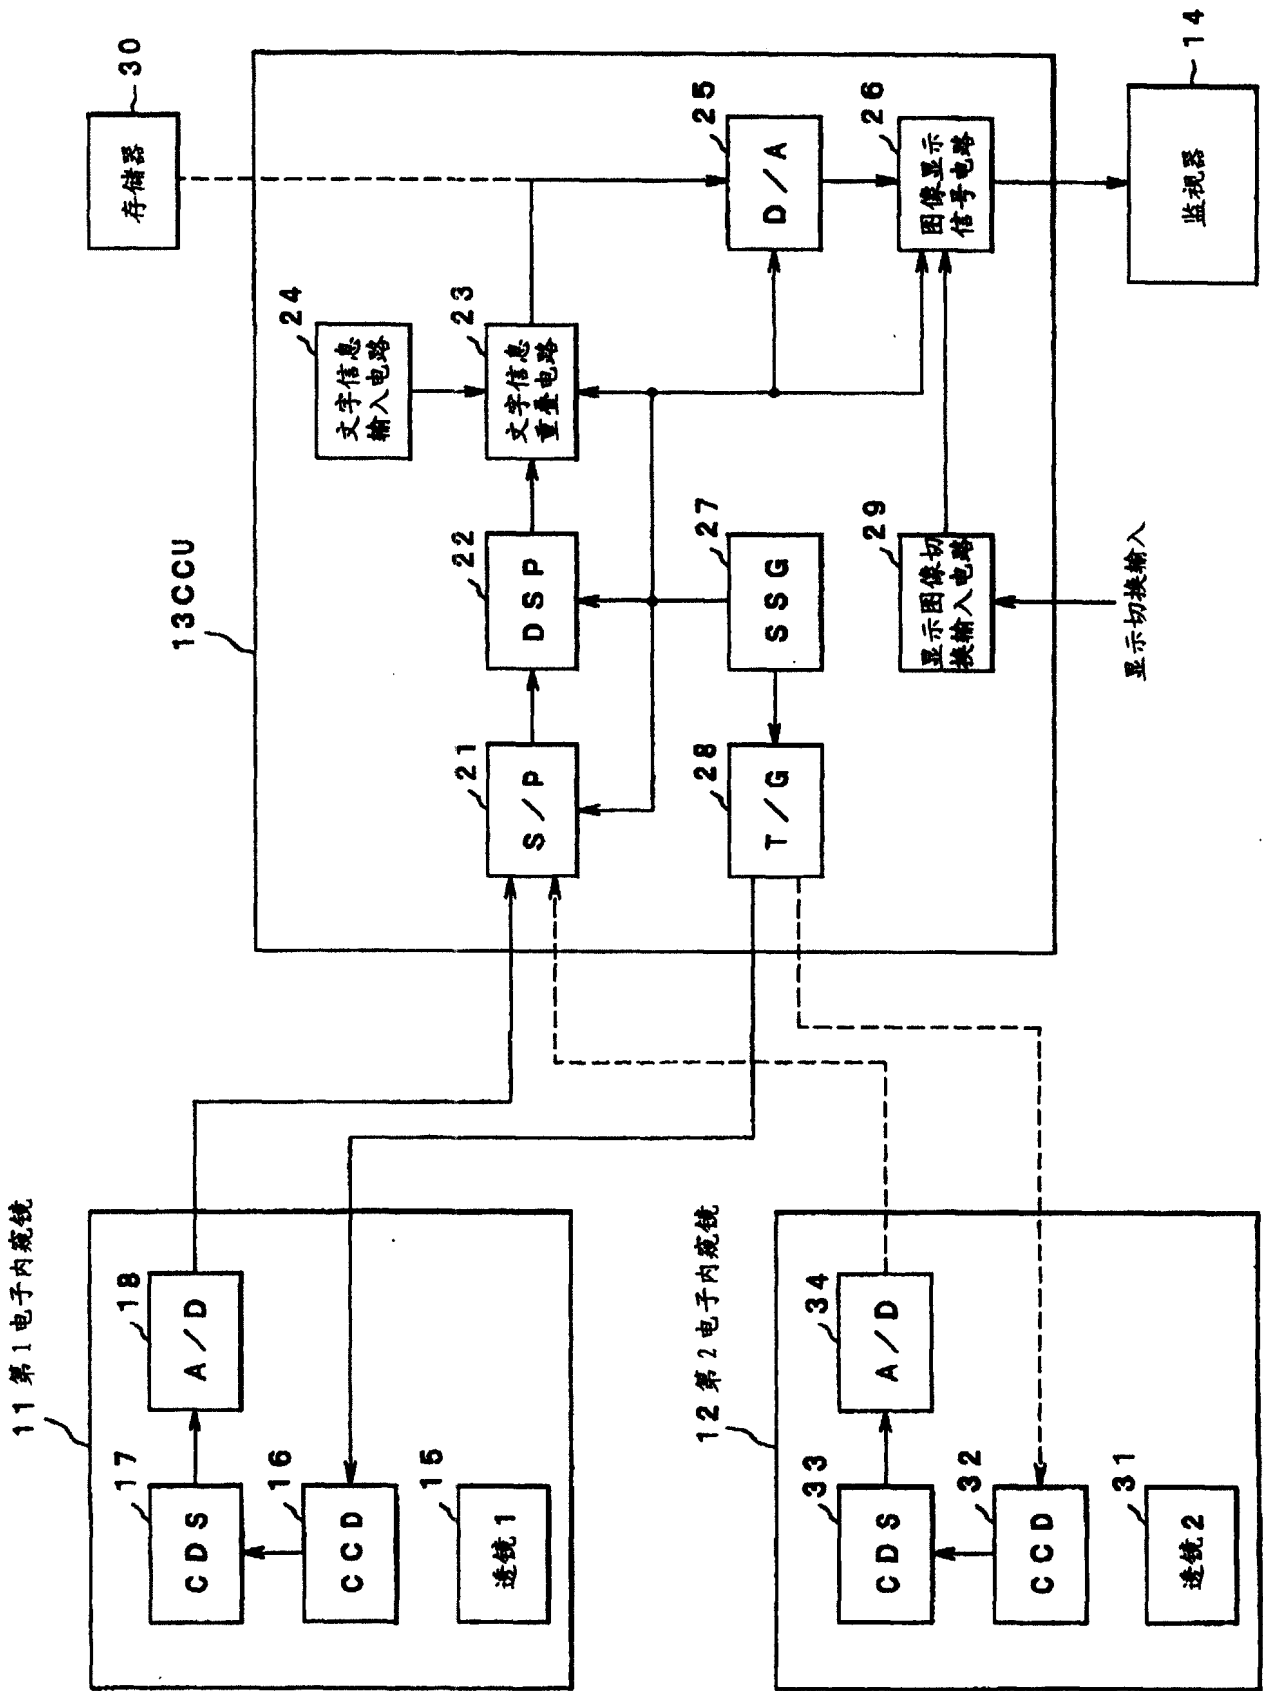 11 第1电子内窥镜
17
CDS
18
A/D
16
CCD
15
透镜1
12 第2电子内窥镜
33
CDS
34
A/D
32
CCD
31
透镜2
13CCU
21
S/P
22
DSP
23
文字信息
重叠电路
24
文字信息
输入电路
30
存储器
28
T/G
27
SSG
25
D/A
29
显示图像切
换输入电路
26
图像显示
信号电路
显示切换输入
14
监视器